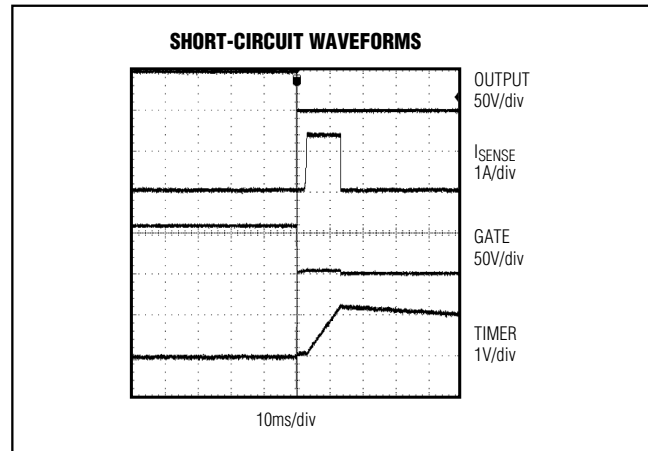 SHORT-CIRCUIT WAVEFORMS
OUTPUT
50V/div
ISENSE
1A/div
GATE
50V/div
TIMER
1V/div
10ms/div